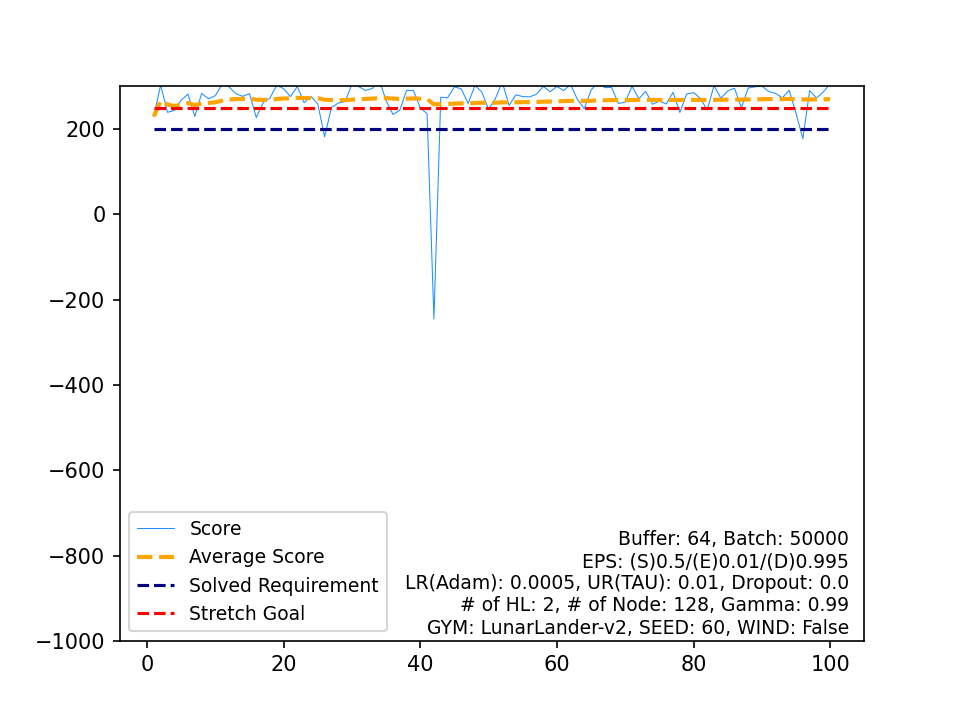 200
0
−200
−400
−600
−800
−1000
0
20
40
60
80
100
Score
Average Score
Solved Requirement
Stretch Goal
Buffer: 64, Batch: 50000
EPS: (S)0.5/(E)0.01/(D)0.995
LR(Adam): 0.0005, UR(TAU): 0.01, Dropout: 0.0
# of HL: 2, # of Node: 128, Gamma: 0.99
GYM: LunarLander-v2, SEED: 60, WIND: False